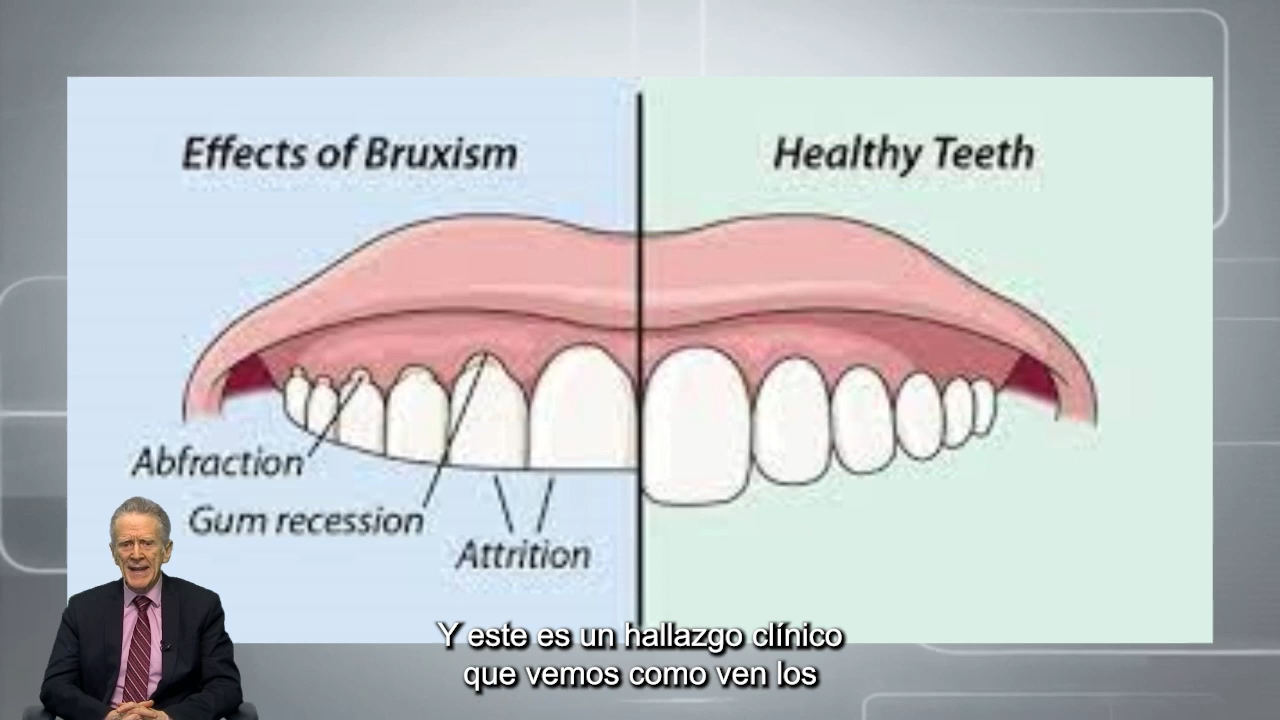 Effects of Bruxism
Healthy Teeth
Abfraction
Gum recession
Attrition
Y este es un hallazgo clínico
que vemos como ven los